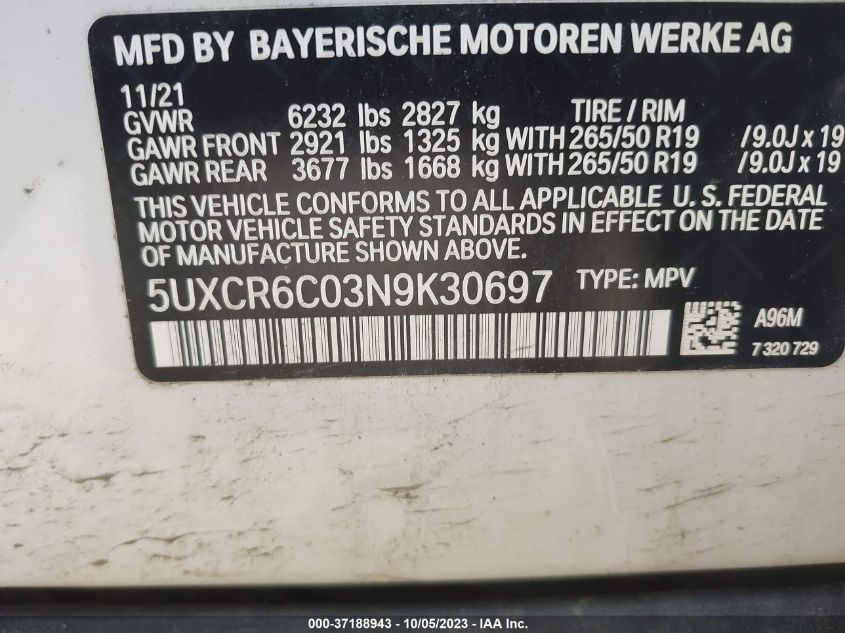 MFD BY BAYERISCHE MOTOREN WERKE AG
11/21
GVWR 6232 lbs 2827 kg TIRE / RIM
GAWR FRONT 2921 lbs 1325 kg WITH 265/50 R19 /9.0J x 19
GAWR REAR 3677 lbs 1668 kg WITH 265/50 R19 /9.0J x 19
THIS VEHICLE CONFORMS TO ALL APPLICABLE U. S. FEDERAL
MOTOR VEHICLE SAFETY STANDARDS IN EFFECT ON THE DATE
OF MANUFACTURE SHOWN ABOVE.
5UXCR6C03N9K30697 TYPE: MPV
A96M
7 320 729
000-37188943 - 10/05/2023 - IAA Inc.